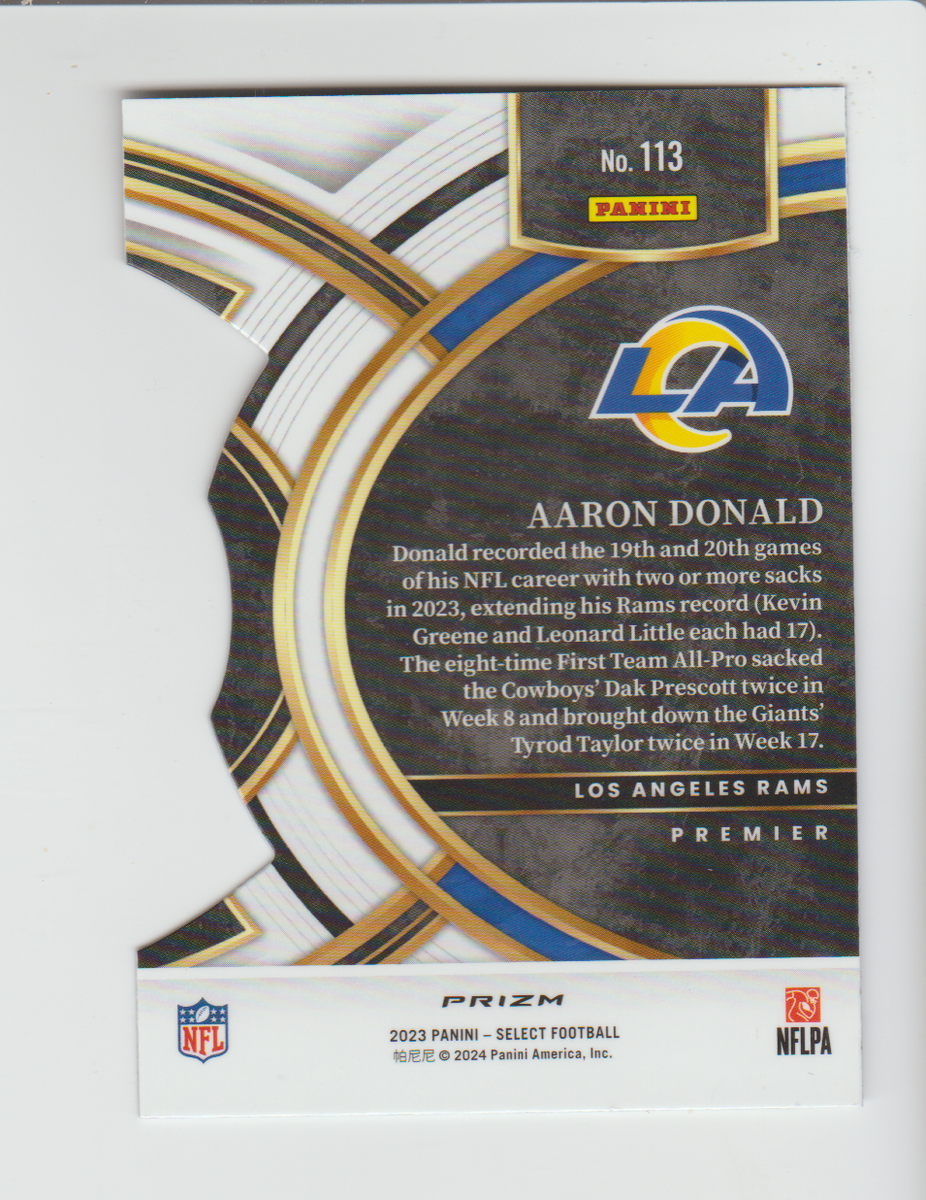 No. 113
PANINI
LA
AARON DONALD
Donald recorded the 19th and 20th games
of his NFL career with two or more sacks
in 2023, extending his Rams record (Kevin
Greene and Leonard Little each had 17).
The eight-time First Team All-Pro sacked
the Cowboys' Dak Prescott twice in
Week 8 and brought down the Giants'
Tyrod Taylor twice in Week 17.
LOS ANGELES RAMS
PREMIER
PRIZM
NFL
2023 PANINI – SELECT FOOTBALL
帕尼尼 © 2024 Panini America, Inc.
NFLPA